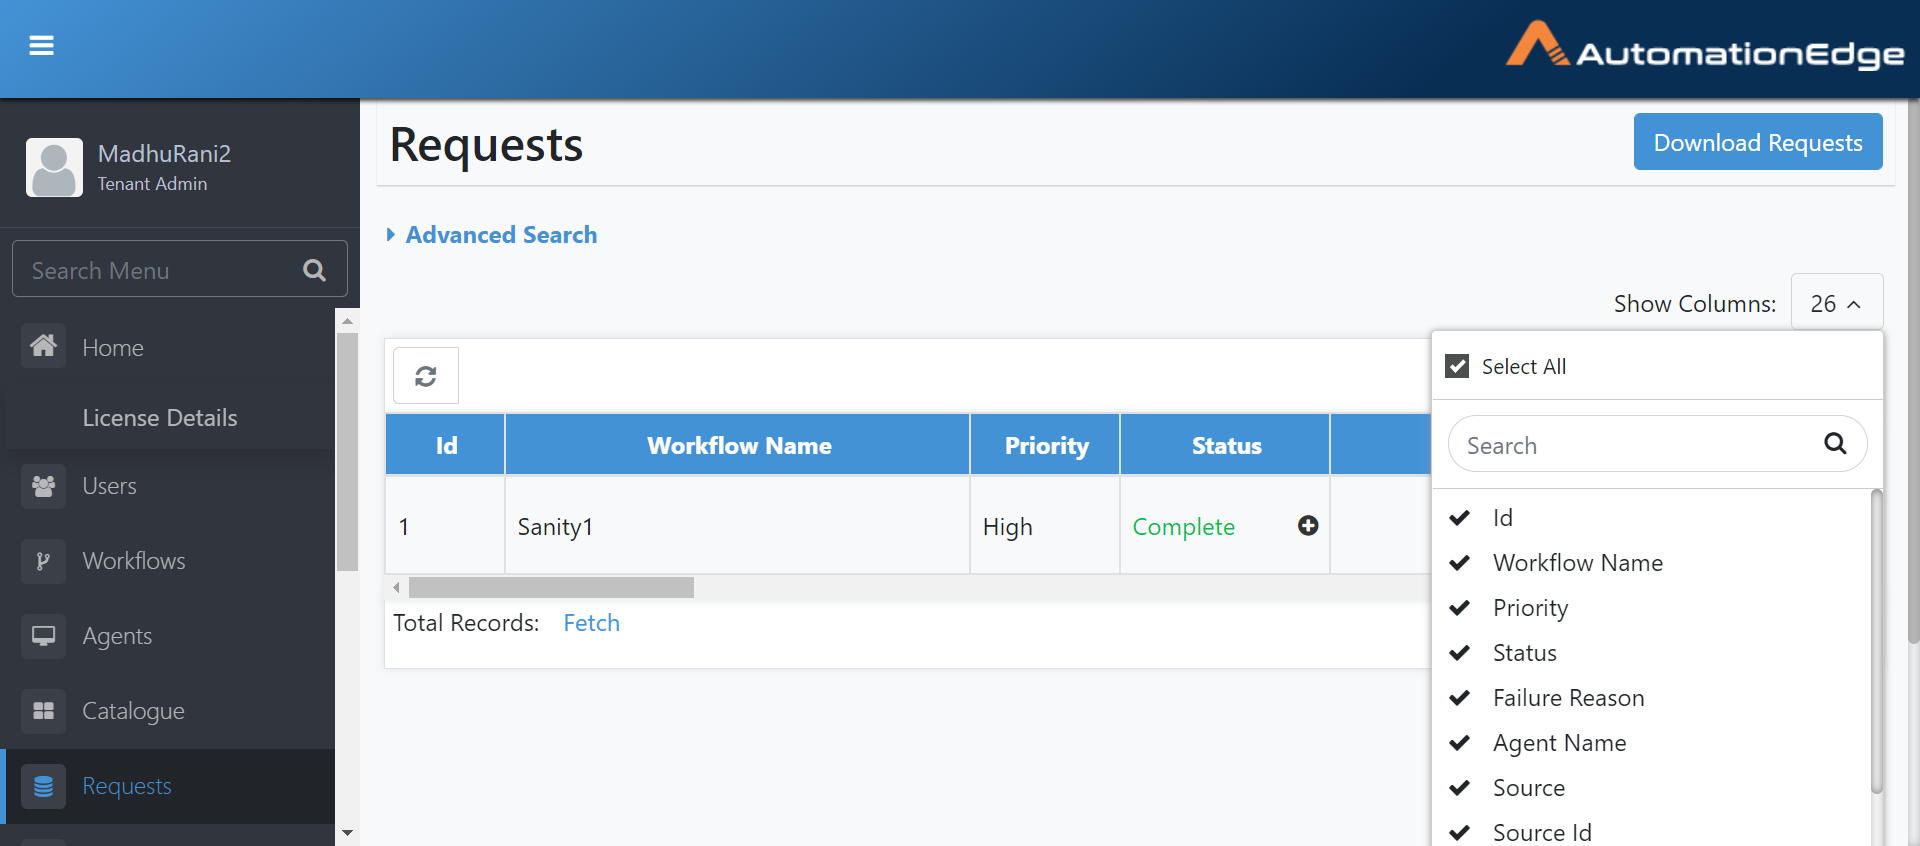 AutomationEdge
MadhuRani2
Tenant Admin
Search Menu
Home
License Details
Users
Workflows
Agents
Catalogue
Requests
Requests
Download Requests
Advanced Search
Show Columns: 26
Id Workflow Name Priority Status
1 Sanity1 High Complete
Total Records: Fetch
Select All
Search
Id
Workflow Name
Priority
Status
Failure Reason
Agent Name
Source
Source Id